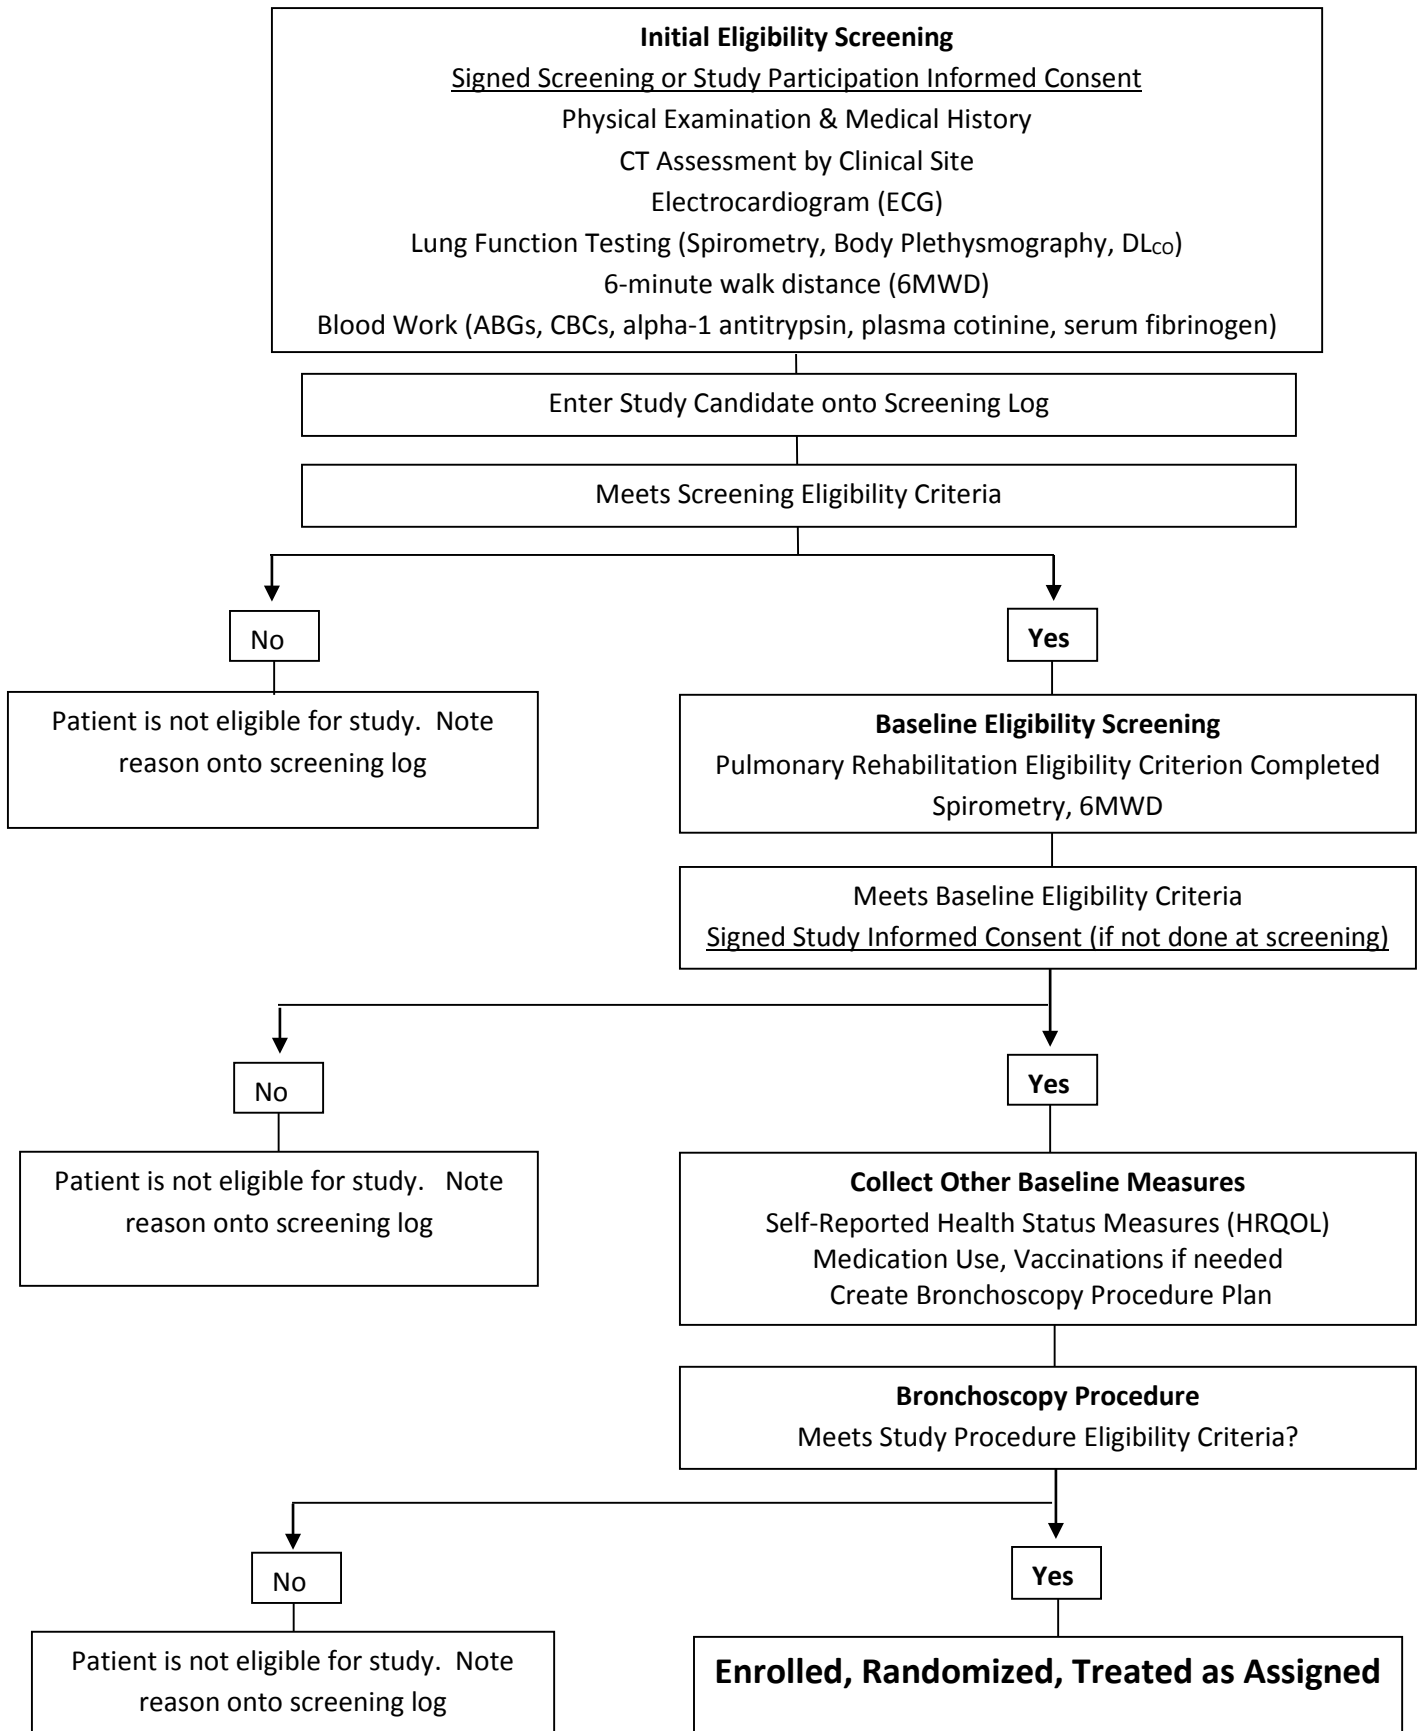 Initial Eligibility Screening
Signed Screening or Study Participation Informed Consent
Physical Examination & Medical History
CT Assessment by Clinical Site
Electrocardiogram (ECG)
Lung Function Testing (Spirometry, Body Plethysmography, DLCO)
6-minute walk distance (6MWD)
Blood Work (ABGs, CBCs, alpha-1 antitrypsin, plasma cotinine, serum fibrinogen)
Enter Study Candidate onto Screening Log
Meets Screening Eligibility Criteria
No
Yes
Patient is not eligible for study. Note
reason onto screening log
Baseline Eligibility Screening
Pulmonary Rehabilitation Eligibility Criterion Completed
Spirometry, 6MWD
Meets Baseline Eligibility Criteria
Signed Study Informed Consent (if not done at screening)
No
Yes
Patient is not eligible for study. Note
reason onto screening log
Collect Other Baseline Measures
Self-Reported Health Status Measures (HRQOL)
Medication Use, Vaccinations if needed
Create Bronchoscopy Procedure Plan
Bronchoscopy Procedure
Meets Study Procedure Eligibility Criteria?
No
Yes
Patient is not eligible for study. Note
reason onto screening log
Enrolled, Randomized, Treated as Assigned